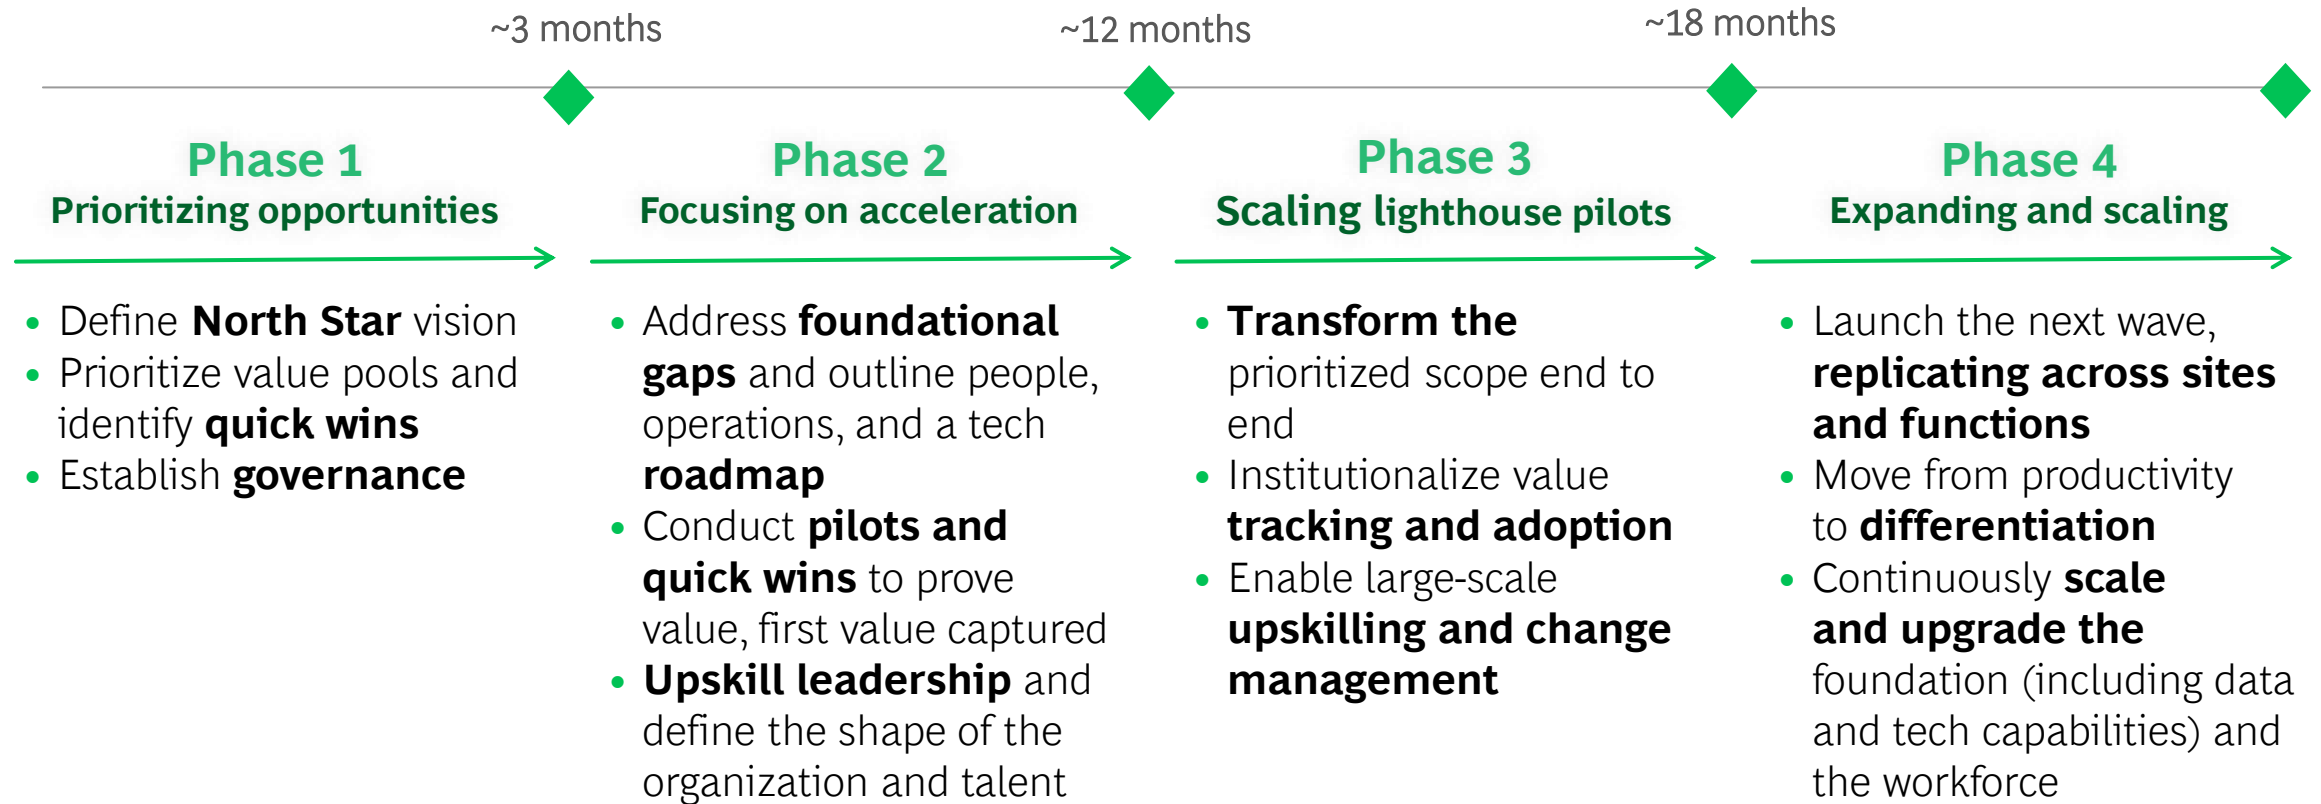 ~3 months
~12 months
~18 months
Phase 1
Prioritizing opportunities
• Define North Star vision
• Prioritize value pools and
identify quick wins
• Establish governance
Phase 2
Focusing on acceleration
• Address foundational
gaps and outline people,
operations, and a tech
roadmap
• Conduct pilots and
quick wins to prove
value, first value captured
• Upskill leadership and
define the shape of the
organization and talent
Phase 3
Scaling lighthouse pilots
• Transform the
prioritized scope end to
end
• Institutionalize value
tracking and adoption
• Enable large-scale
upskilling and change
management
Phase 4
Expanding and scaling
• Launch the next wave,
replicating across sites
and functions
• Move from productivity
to differentiation
• Continuously scale
and upgrade the
foundation (including data
and tech capabilities) and
the workforce